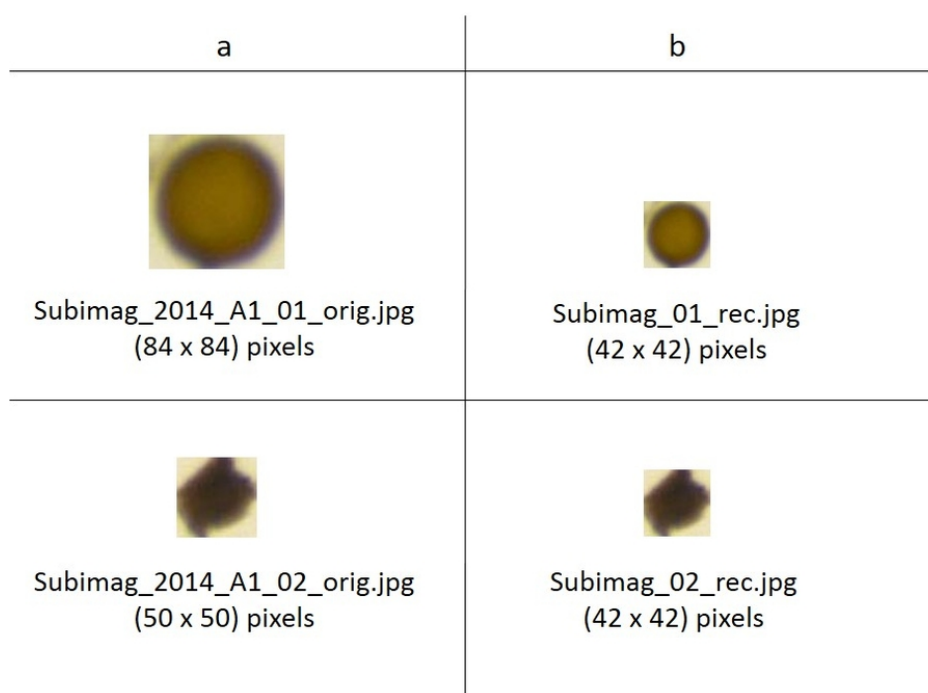 a
b
Subimag_2014_A1_01_orig.jpg
(84 x 84) pixels
Subimag_01_rec.jpg
(42 x 42) pixels
Subimag_2014_A1_02_orig.jpg
(50 x 50) pixels
Subimag_02_rec.jpg
(42 x 42) pixels